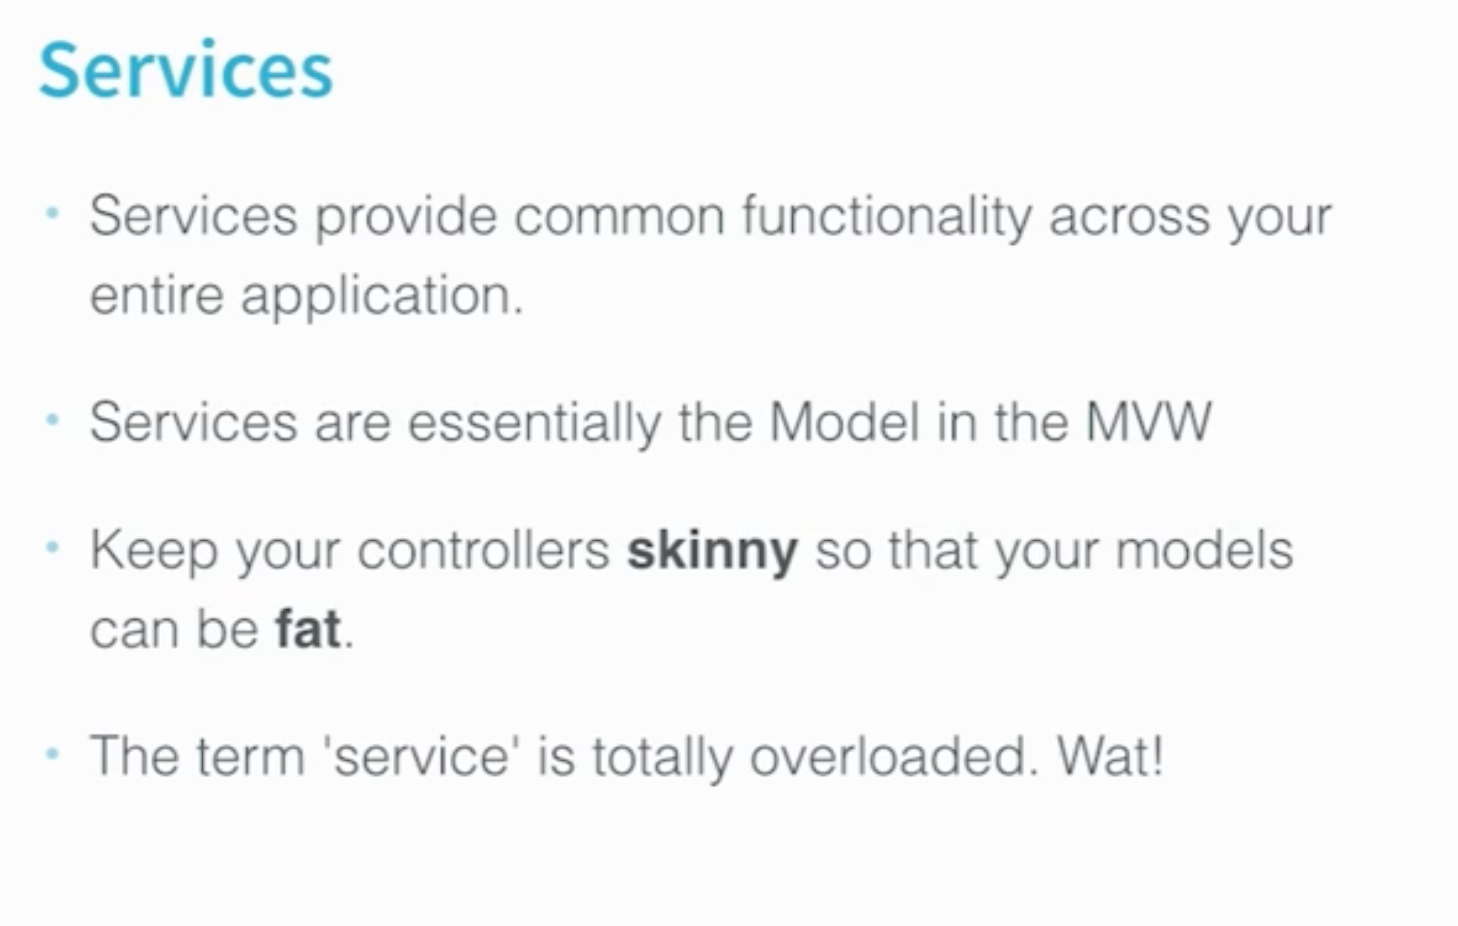 Services
• Services provide common functionality across your
entire application.
• Services are essentially the Model in the MVW
• Keep your controllers skinny so that your models
can be fat.
• The term 'service' is totally overloaded. Wat!